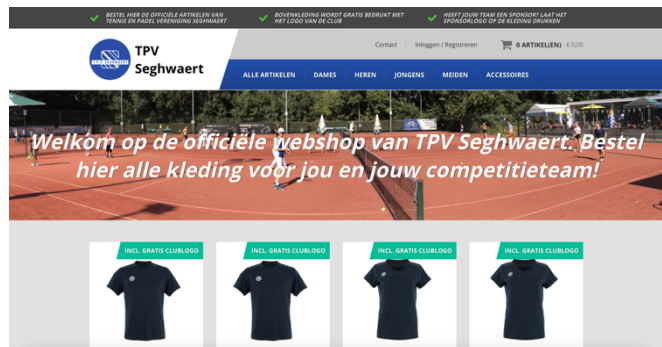 BESTEL HIER DE OFFICIËLE ARTIKELEN VAN
TENNIS EN PADEL VERENIGING SEGHWAERT
BOVENKLEDING WORDT GRATIS BEDRUKT MET
HET LOGO VAN DE CLUB
HEEFT JOUW TEAM EEN SPONSOR? LAAT HET
SPONSORLOGO OP DE KLEDING DRUKKEN
TPV
Seghwaert
T.P.V. SEGHWAERT
Contact
Inloggen / Registreren
0 ARTIKEL(EN) - € 0,00
ALLE ARTIKELEN
DAMES
HEREN
JONGENS
MEIDEN
ACCESSOIRES
Welkom op de officiële webshop van TPV Seghwaert. Bestel
hier alle kleding voor jou en jouw competitieteam!
INCL. GRATIS CLUBLOGO
INCL. GRATIS CLUBLOGO
INCL. GRATIS CLUBLOGO
INCL. GRATIS CLUBLOGO